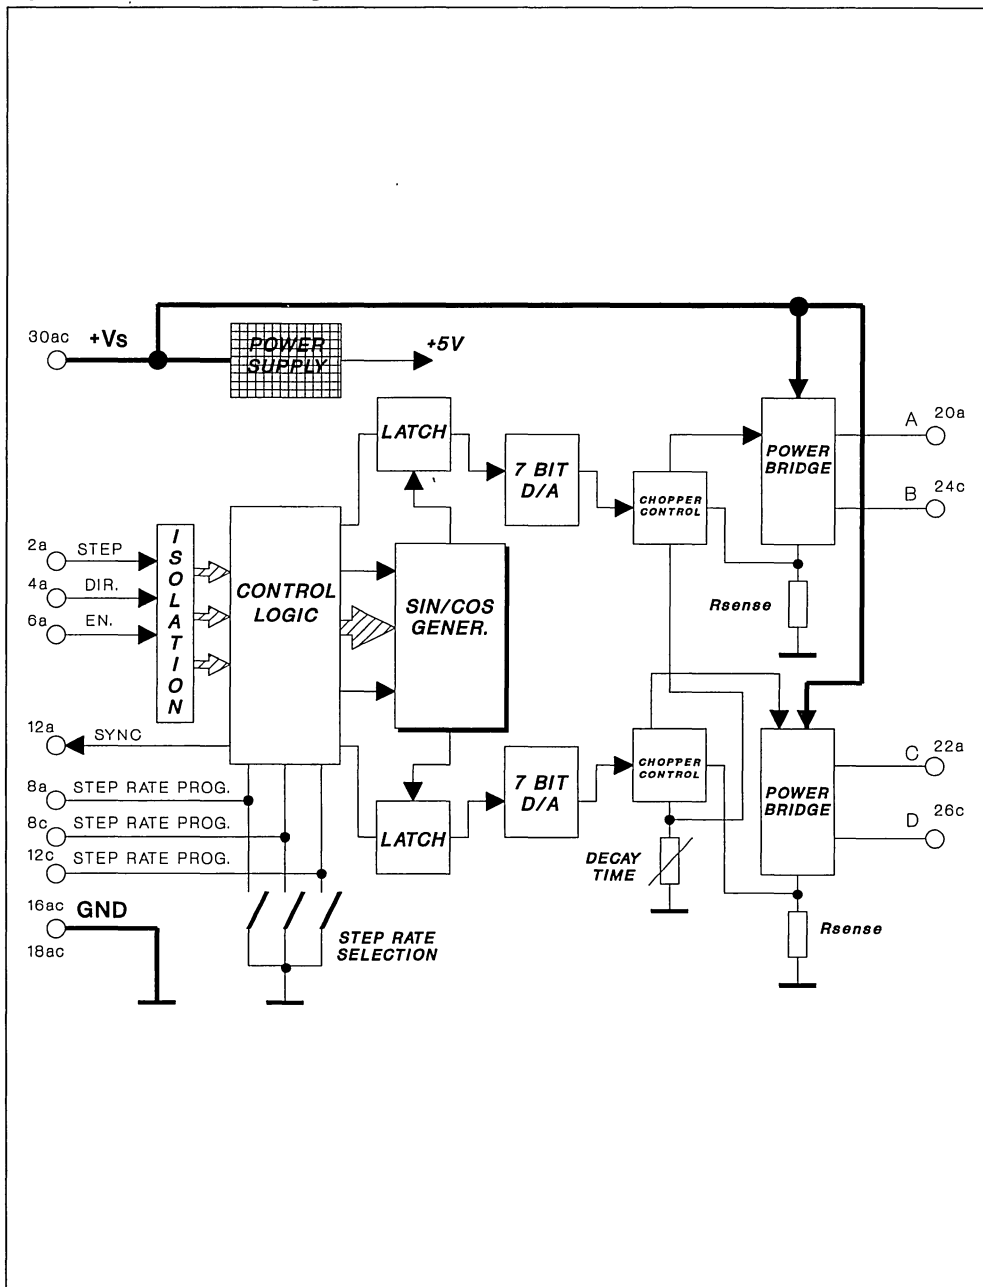 30ac +Vs
POWER
SUPPLY
+5V
LATCH
7 BIT
D/A
CHOPPER
CONTROL
POWER
BRIDGE
A 20a
B 24c
Rsense
2a STEP
4a DIR.
6a EN.
ISOLATION
CONTROL
LOGIC
SIN/COS
GENER.
12a SYNC
8a STEP RATE PROG.
8c STEP RATE PROG.
12c STEP RATE PROG.
16ac GND
18ac
STEP RATE
SELECTION
LATCH
7 BIT
D/A
CHOPPER
CONTROL
DECAY
TIME
POWER
BRIDGE
C 22a
D 26c
Rsense